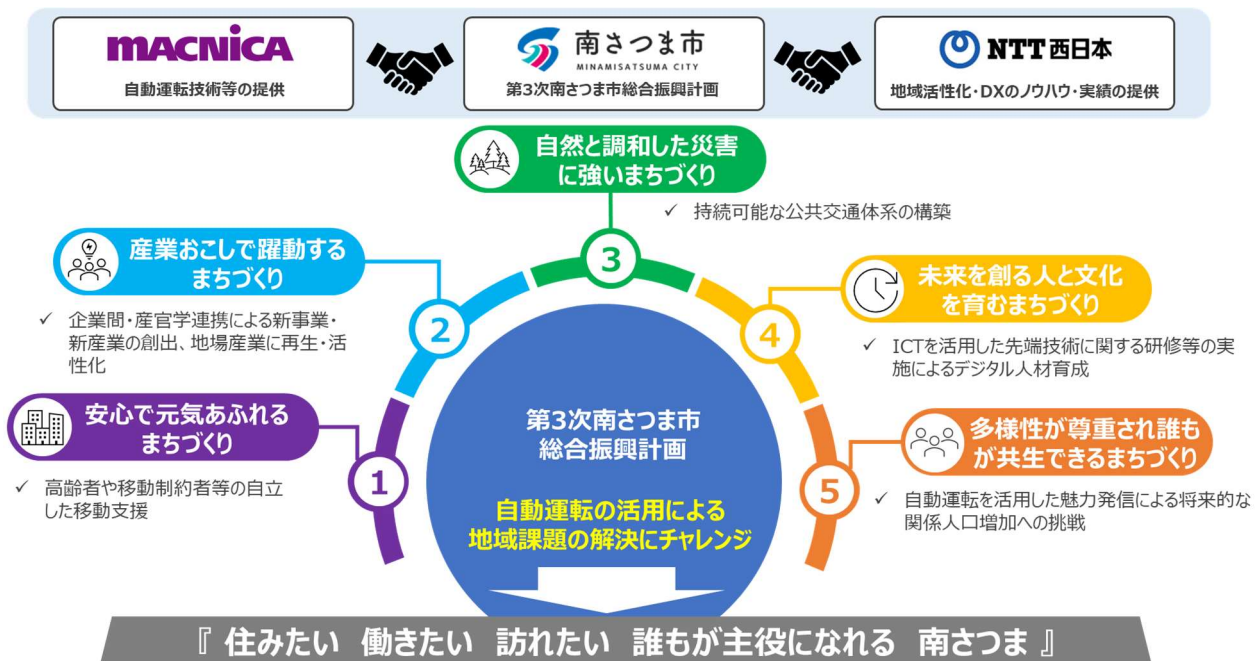 MACNICA
自動運転技術等の提供
南さつま市
MINAMISATSUMA CITY
第3次南さつま市総合振興計画
NTT西日本
地域活性化・DXのノウハウ・実績の提供
自然と調和した災害
に強いまちづくり
✓ 持続可能な公共交通体系の構築
3
産業おこしで躍動する
まちづくり
✓ 企業間・産官学連携による新事業・
新産業の創出、地場産業に再生・活
性化
2
未来を創る人と文化
を育むまちづくり
✓ ICTを活用した先端技術に関する研修等の実
施によるデジタル人材育成
4
安心で元気あふれる
まちづくり
✓ 高齢者や移動制約者等の自立
した移動支援
1
多様性が尊重され誰も
が共生できるまちづくり
✓ 自動運転を活用した魅力発信による将来的な
関係人口増加への挑戦
5
第3次南さつま市
総合振興計画
自動運転の活用による
地域課題の解決にチャレンジ
『 住みたい 働きたい 訪れたい 誰もが主役になれる 南さつま 』